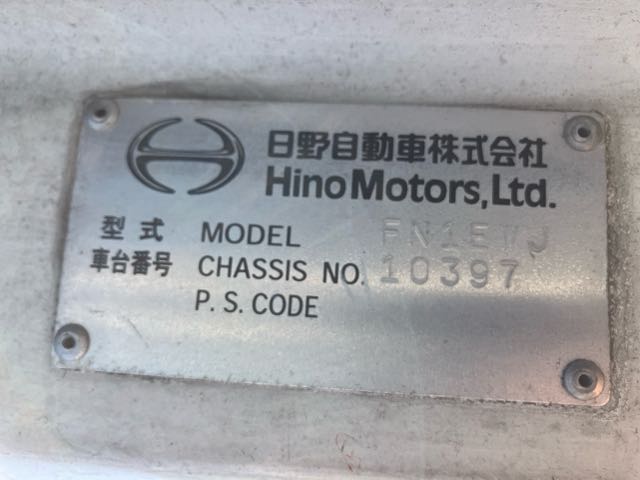 日野自動車株式会社
Hino Motors, Ltd.
型式 MODEL FN1EWJ
車台番号 CHASSIS NO. 10397
P.S. CODE